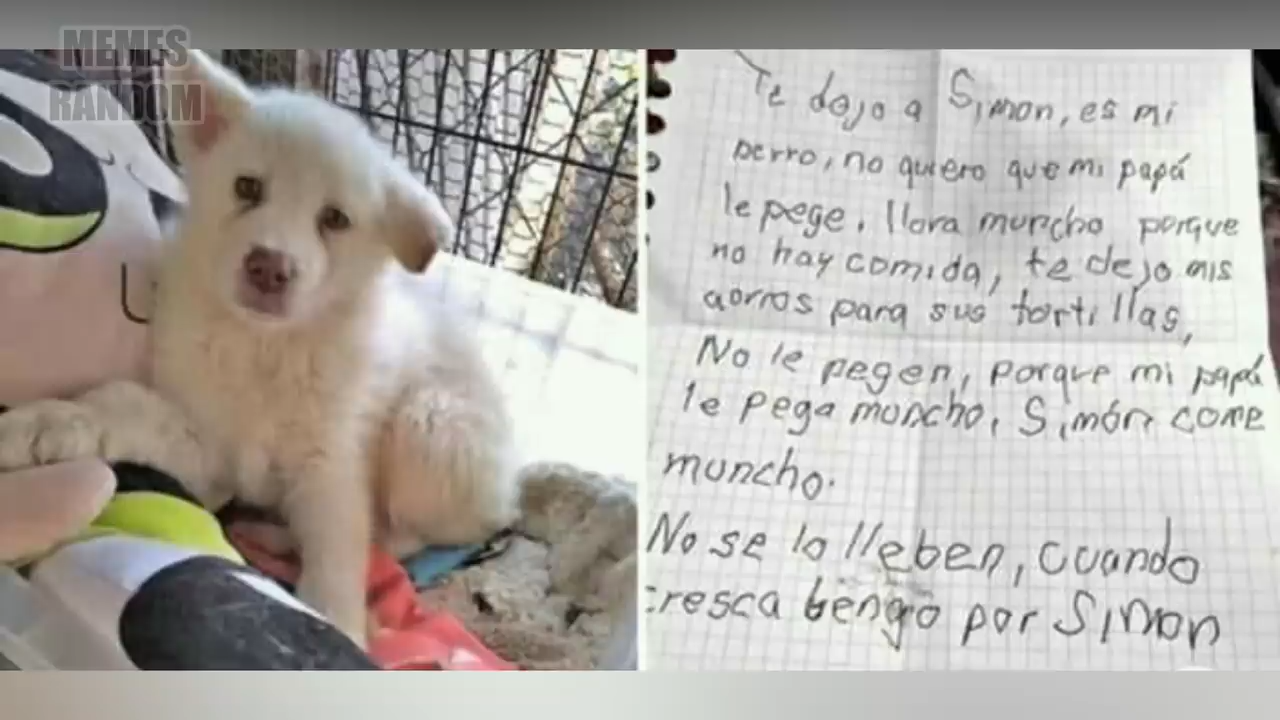 MEMES
RANDOM
Te dojo a Simon, es mi
perro, no quiero que mi papá
le pege. llora muncho porque
no hay comida, te dejo mis
aorros para sus tortillas,
No le pegen, porque mi papá
le pega muncho, Simón come
muncho.
No se lo lleben, cuando
cresca bengo por Simon